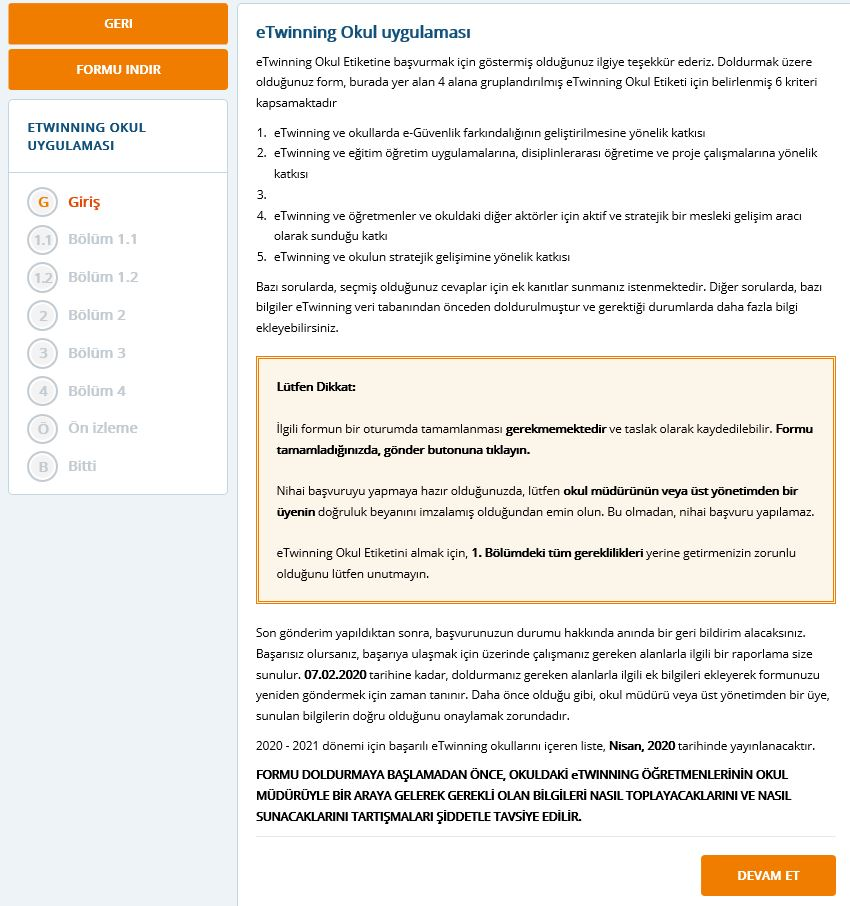 GERI
FORMU INDIR
ETWINNING OKUL
UYGULAMASI
G Giriş
1.1 Bölüm 1.1
1.2 Bölüm 1.2
2 Bölüm 2
3 Bölüm 3
4 Bölüm 4
Ö Ön izleme
B Bitti
eTwinning Okul uygulaması
eTwinning Okul Etiketine başvurmak için göstermiş olduğunuz ilgiye teşekkür ederiz. Doldurmak üzere
olduğunuz form, burada yer alan 4 alana gruplandırılmış eTwinning Okul Etiketi için belirlenmiş 6 kriteri
kapsamaktadır
1. eTwinning ve okullarda e-Güvenlik farkındalığının geliştirilmesine yönelik katkısı
2. eTwinning ve eğitim öğretim uygulamalarına, disiplinlerarası öğretime ve proje çalışmalarına yönelik
katkısı
3.
4. eTwinning ve öğretmenler ve okuldaki diğer aktörler için aktif ve stratejik bir mesleki gelişim aracı
olarak sunduğu katkı
5. eTwinning ve okulun stratejik gelişimine yönelik katkısı
Bazı sorularda, seçmiş olduğunuz cevaplar için ek kanıtlar sunmanız istenmektedir. Diğer sorularda, bazı
bilgiler eTwinning veri tabanından önceden doldurulmuştur ve gerektiği durumlarda daha fazla bilgi
ekleyebilirsiniz.
Lütfen Dikkat:
İlgili formun bir oturumda tamamlanması gerekmemektedir ve taslak olarak kaydedilebilir. Formu
tamamladığınızda, gönder butonuna tıklayın.
Nihai başvuruyu yapmaya hazır olduğunuzda, lütfen okul müdürünün veya üst yönetimden bir
üyenin doğruluk beyanını imzalamış olduğundan emin olun. Bu olmadan, nihai başvuru yapılamaz.
eTwinning Okul Etiketini almak için, 1. Bölümdeki tüm gereklilikleri yerine getirmenizin zorunlu
olduğunu lütfen unutmayın.
Son gönderim yapıldıktan sonra, başvurunuzun durumu hakkında anında bir geri bildirim alacaksınız.
Başarısız olursanız, başarıya ulaşmak için üzerinde çalışmanız gereken alanlarla ilgili bir raporlama size
sunulur. 07.02.2020 tarihine kadar, doldurmanız gereken alanlarla ilgili ek bilgileri ekleyerek formunuzu
yeniden göndermek için zaman tanınır. Daha önce olduğu gibi, okul müdürü veya üst yönetimden bir üye,
sunulan bilgilerin doğru olduğunu onaylamak zorundadır.
2020 - 2021 dönemi için başarılı eTwinning okullarını içeren liste, Nisan, 2020 tarihinde yayınlanacaktır.
FORMU DOLDURMAYA BAŞLAMADAN ÖNCE, OKULDAKİ eTWINNING ÖĞRETMENLERİNİN OKUL
MÜDÜRÜYLE BİR ARAYA GELEREK GEREKLİ OLAN BİLGİLERİ NASIL TOPLAYACAKLARINI VE NASIL
SUNACAKLARINI TARTIŞMALARI ŞİDDETLE TAVSİYE EDİLİR.
DEVAM ET